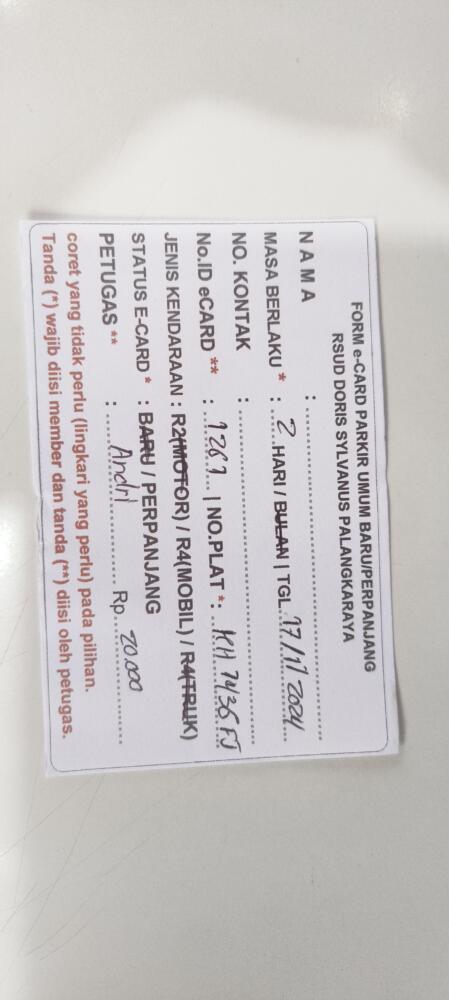 FORM e-CARD PARKIR UMUM BARU/PERPANJANG
RSUD DORIS SYLVANUS PALANGKARAYA
N A M A :
MASA BERLAKU * : 2 HARI / BULAN | TGL. 17/1/2024
NO. KONTAK :
No.ID eCARD ** : 1267 | NO.PLAT *: KH 7436 FJ
JENIS KENDARAAN : R2(MOTOR) / R4(MOBIL) / R4(TRUK)
STATUS E-CARD * : BARU / PERPANJANG
PETUGAS ** : Andri Rp 20.000
coret yang tidak perlu (lingkari yang perlu) pada pilihan.
Tanda (*) wajib diisi member dan tanda (**) diisi oleh petugas.